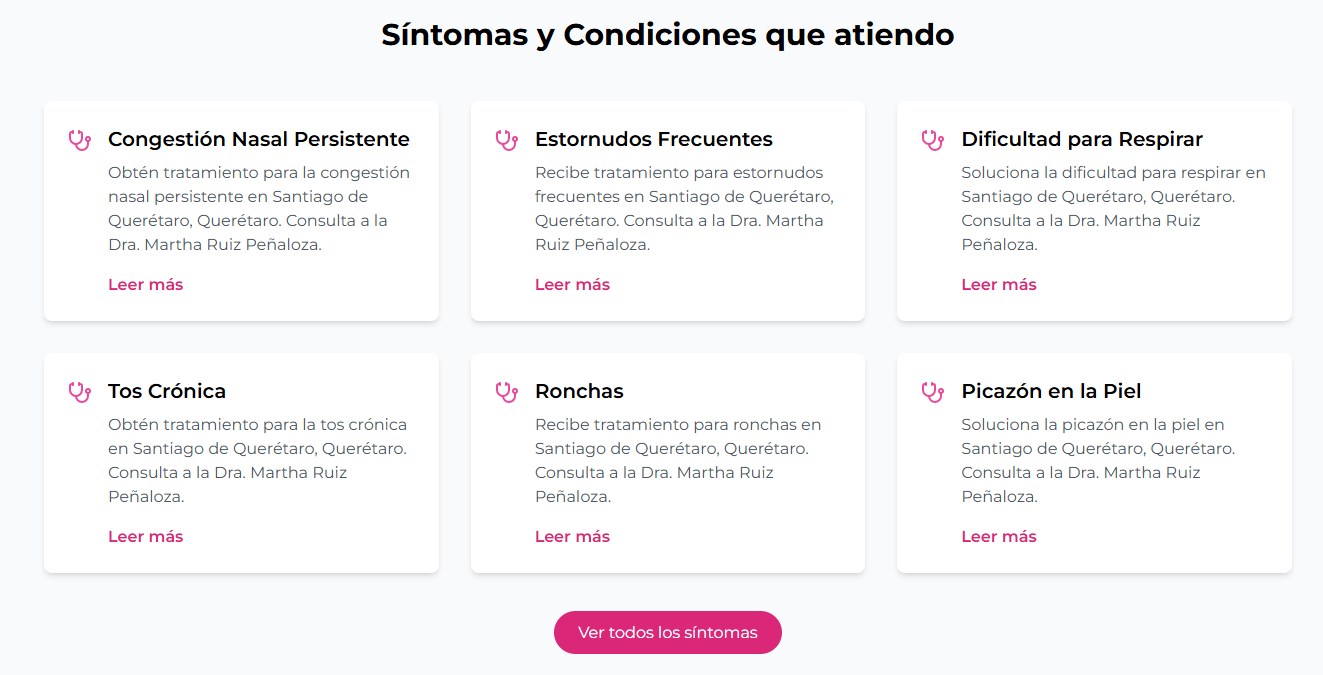 Síntomas y Condiciones que atiendo
Congestión Nasal Persistente
Obtén tratamiento para la congestión
nasal persistente en Santiago de
Querétaro, Querétaro. Consulta a la
Dra. Martha Ruiz Peñaloza.
Leer más
Estornudos Frecuentes
Recibe tratamiento para estornudos
frecuentes en Santiago de Querétaro,
Querétaro. Consulta a la Dra. Martha
Ruiz Peñaloza.
Leer más
Dificultad para Respirar
Soluciona la dificultad para respirar en
Santiago de Querétaro, Querétaro.
Consulta a la Dra. Martha Ruiz
Peñaloza.
Leer más
Tos Crónica
Obtén tratamiento para la tos crónica
en Santiago de Querétaro, Querétaro.
Consulta a la Dra. Martha Ruiz
Peñaloza.
Leer más
Ronchas
Recibe tratamiento para ronchas en
Santiago de Querétaro, Querétaro.
Consulta a la Dra. Martha Ruiz
Peñaloza.
Leer más
Picazón en la Piel
Soluciona la picazón en la piel en
Santiago de Querétaro, Querétaro.
Consulta a la Dra. Martha Ruiz
Peñaloza.
Leer más
Ver todos los síntomas